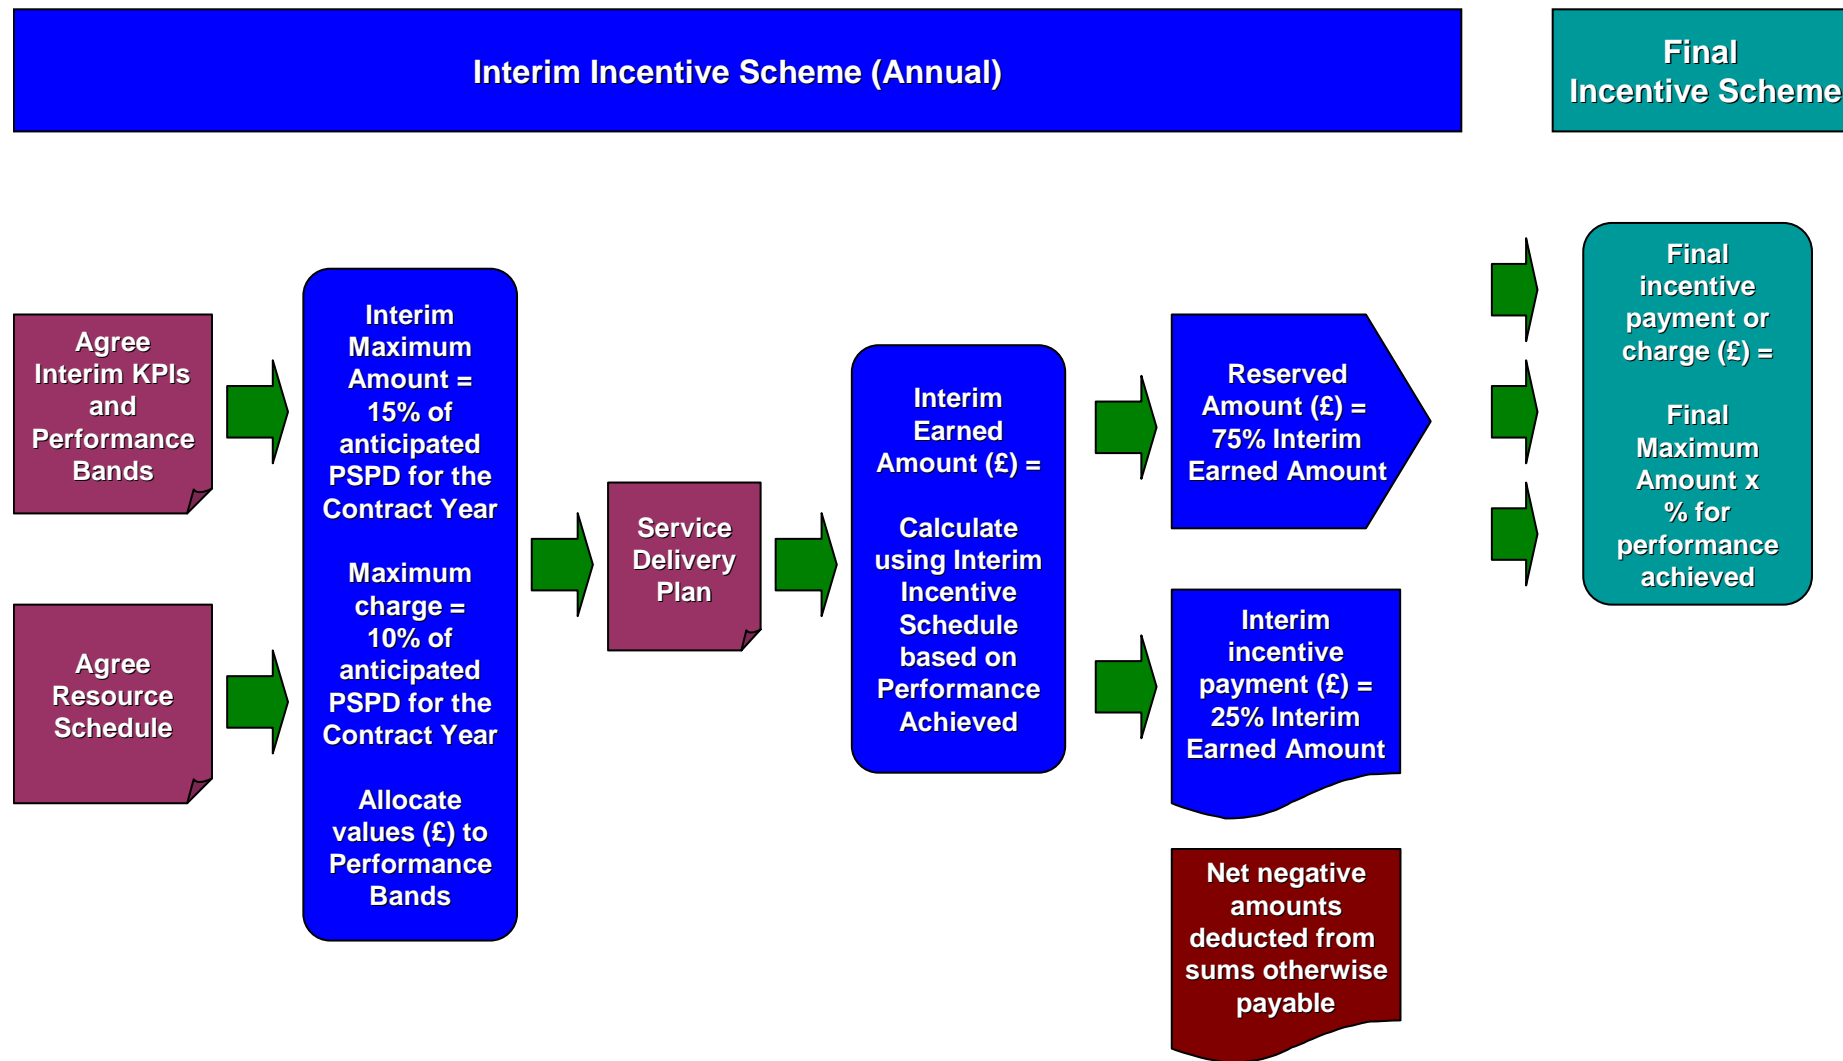 Interim Incentive Scheme (Annual)
Final
Incentive Scheme
Agree
Interim KPIs
and
Performance
Bands
Agree
Resource
Schedule
Interim
Maximum
Amount =
15% of
anticipated
PSPD for the
Contract Year
Maximum
charge =
10% of
anticipated
PSPD for the
Contract Year
Allocate
values (£) to
Performance
Bands
Service
Delivery
Plan
Interim
Earned
Amount (£) =
Calculate
using Interim
Incentive
Schedule
based on
Performance
Achieved
Reserved
Amount (£) =
75% Interim
Earned Amount
Interim
incentive
payment (£) =
25% Interim
Earned Amount
Net negative
amounts
deducted from
sums otherwise
payable
Final
incentive
payment or
charge (£) =
Final
Maximum
Amount x
% for
performance
achieved